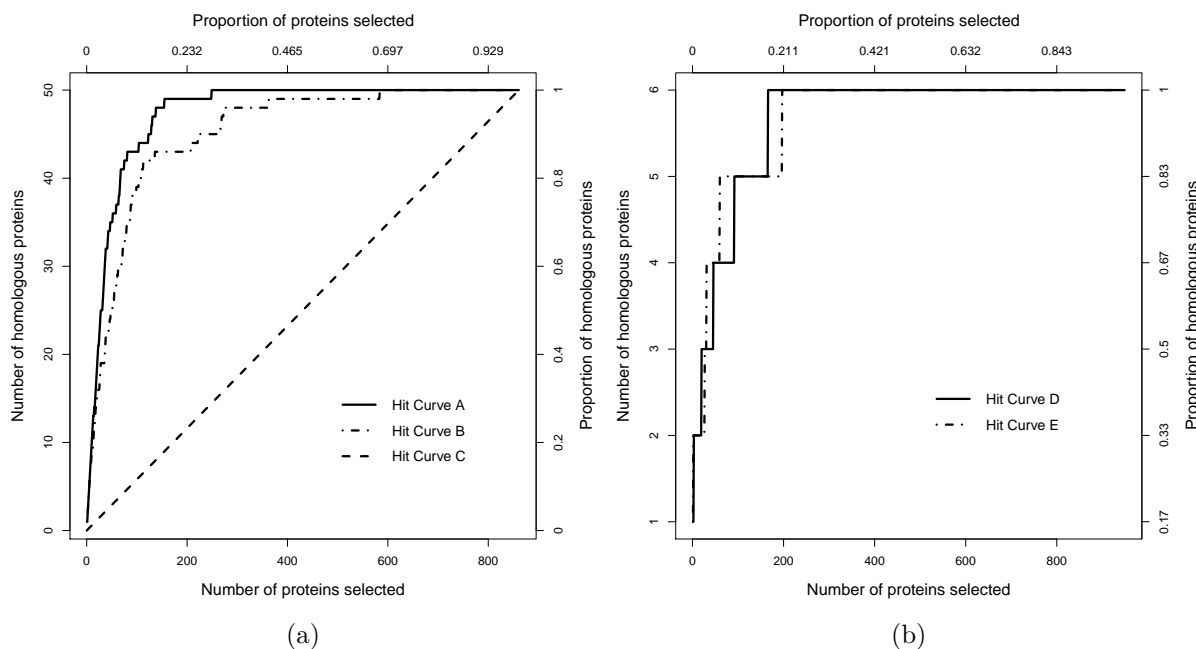 Proportion of proteins selected
0 0.232 0.465 0.697 0.929
Number of homologous proteins
0 10 20 30 40 50
Proportion of homologous proteins
0 0.2 0.4 0.6 0.8 1
Hit Curve A
Hit Curve B
Hit Curve C
0 200 400 600 800
Number of proteins selected
(a)
Proportion of proteins selected
0 0.211 0.421 0.632 0.843
Number of homologous proteins
1 2 3 4 5 6
Proportion of homologous proteins
0.17 0.33 0.5 0.67 0.83 1
Hit Curve D
Hit Curve E
0 200 400 600 800
Number of proteins selected
(b)